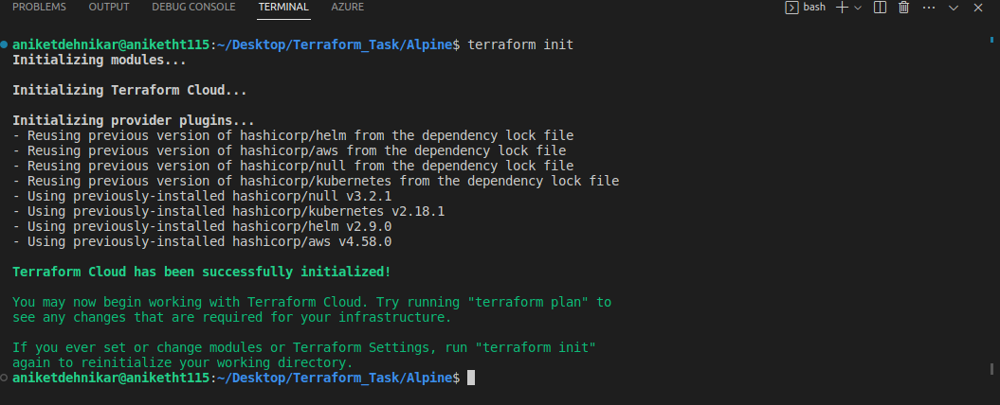 PROBLEMS OUTPUT DEBUG CONSOLE TERMINAL AZURE bash
aniketdehnikar@aniketht115:~/Desktop/Terraform_Task/Alpine$ terraform init
Initializing modules...
Initializing Terraform Cloud...
Initializing provider plugins...
- Reusing previous version of hashicorp/helm from the dependency lock file
- Reusing previous version of hashicorp/aws from the dependency lock file
- Reusing previous version of hashicorp/null from the dependency lock file
- Reusing previous version of hashicorp/kubernetes from the dependency lock file
- Using previously-installed hashicorp/null v3.2.1
- Using previously-installed hashicorp/kubernetes v2.18.1
- Using previously-installed hashicorp/helm v2.9.0
- Using previously-installed hashicorp/aws v4.58.0
Terraform Cloud has been successfully initialized!
You may now begin working with Terraform Cloud. Try running "terraform plan" to
see any changes that are required for your infrastructure.
If you ever set or change modules or Terraform Settings, run "terraform init"
again to reinitialize your working directory.
aniketdehnikar@aniketht115:~/Desktop/Terraform_Task/Alpine$